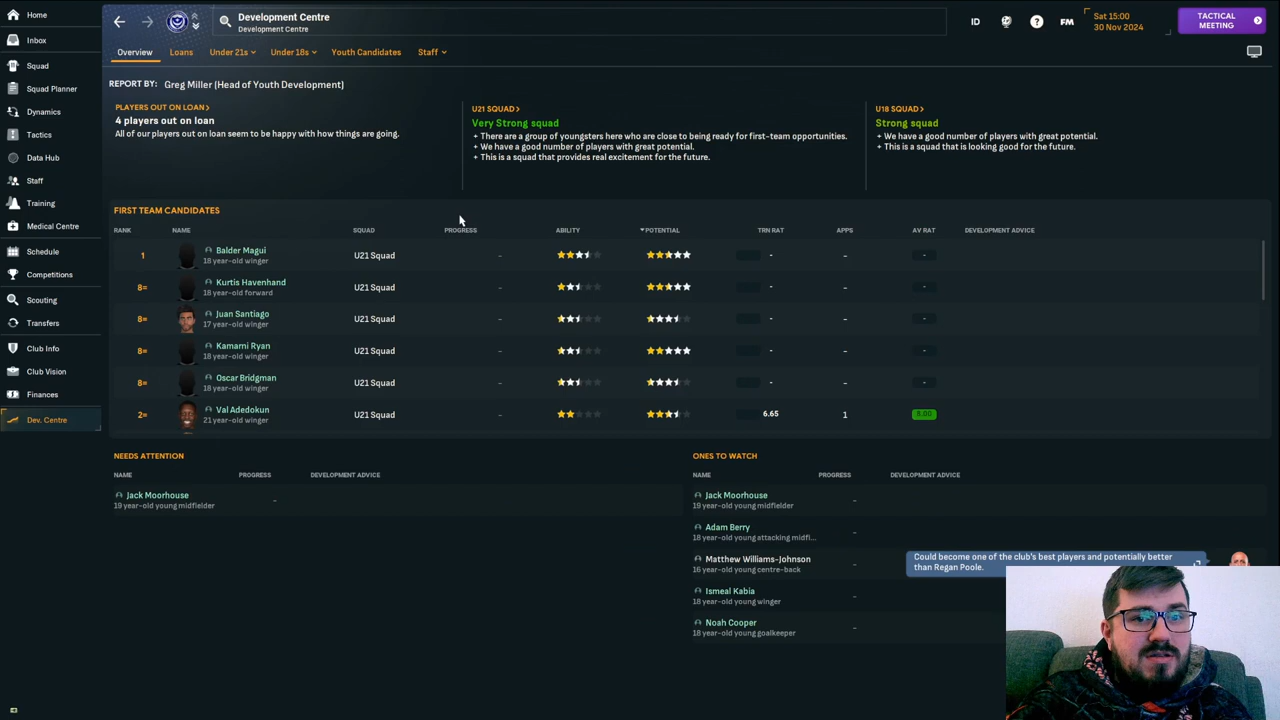 Home
Development Centre
Development Centre
ID
?
FM
Sat 15:00
30 Nov 2024
TACTICAL
MEETING
Inbox
Squad
Squad Planner
Dynamics
Tactics
Data Hub
Staff
Training
Medical Centre
Schedule
Competitions
Scouting
Transfers
Club Info
Club Vision
Finances
Dev. Centre
Overview
Loans
Under 21s
Under 18s
Youth Candidates
Staff
REPORT BY: Greg Miller (Head of Youth Development)
PLAYERS OUT ON LOAN >
4 players out on loan
All of our players out on loan seem to be happy with how things are going.
U21 SQUAD >
Very Strong squad
+ There are a group of youngsters here who are close to being ready for first-team opportunities.
+ We have a good number of players with great potential.
+ This is a squad that provides real excitement for the future.
U18 SQUAD >
Strong squad
+ We have a good number of players with great potential.
+ This is a squad that is looking good for the future.
FIRST TEAM CANDIDATES
RANK NAME SQUAD PROGRESS ABILITY POTENTIAL TRN RAT APPS AV RAT DEVELOPMENT ADVICE
1 Balder Magui U21 Squad - - - -
18 year-old winger
8= Kurtis Havenhand U21 Squad - - - -
18 year-old forward
8= Juan Santiago U21 Squad - - - -
17 year-old winger
8= Kamami Ryan U21 Squad - - - -
18 year-old winger
8= Oscar Bridgman U21 Squad - - - -
18 year-old winger
2= Val Adedokun U21 Squad - 6.65 1 8.00
21 year-old winger
NEEDS ATTENTION
NAME PROGRESS DEVELOPMENT ADVICE
Jack Moorhouse -
19 year-old young midfielder
ONES TO WATCH
NAME PROGRESS DEVELOPMENT ADVICE
Jack Moorhouse -
19 year-old young midfielder
Adam Berry -
18 year-old young attacking midfi...
Matthew Williams-Johnson -
16 year-old young centre-back
Could become one of the club's best players and potentially better
than Regan Poole.
Ismeal Kabia -
18 year-old young winger
Noah Cooper -
18 year-old young goalkeeper